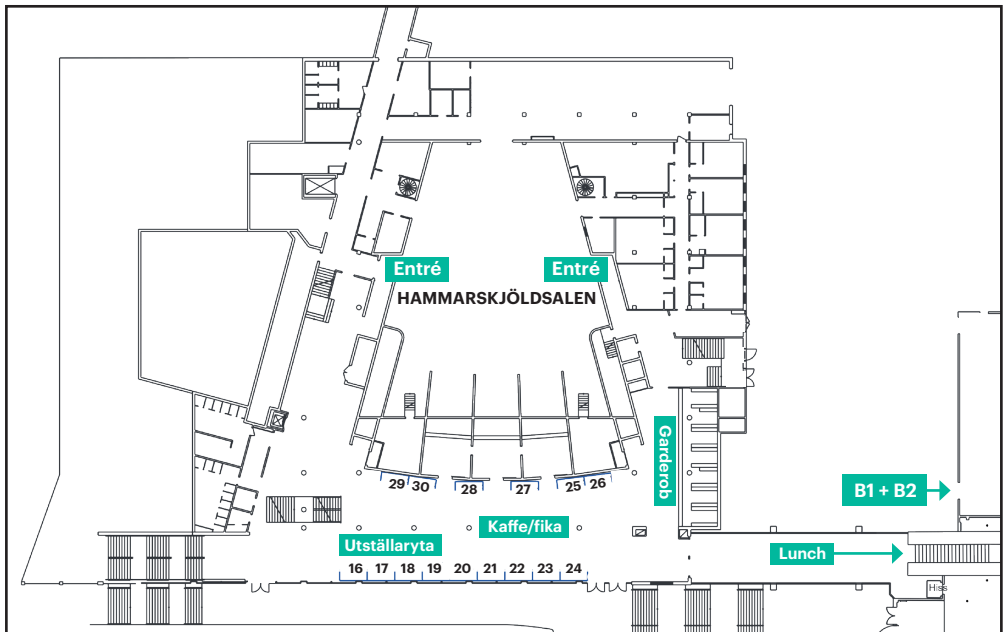 Entré
Entré
HAMMARSKJÖLDSALEN
Garderob
29 30 28 27 25 26
B1 + B2
Kaffe/fika
Utställaryta
Lunch
16 17 18 19 20 21 22 23 24
Hiss